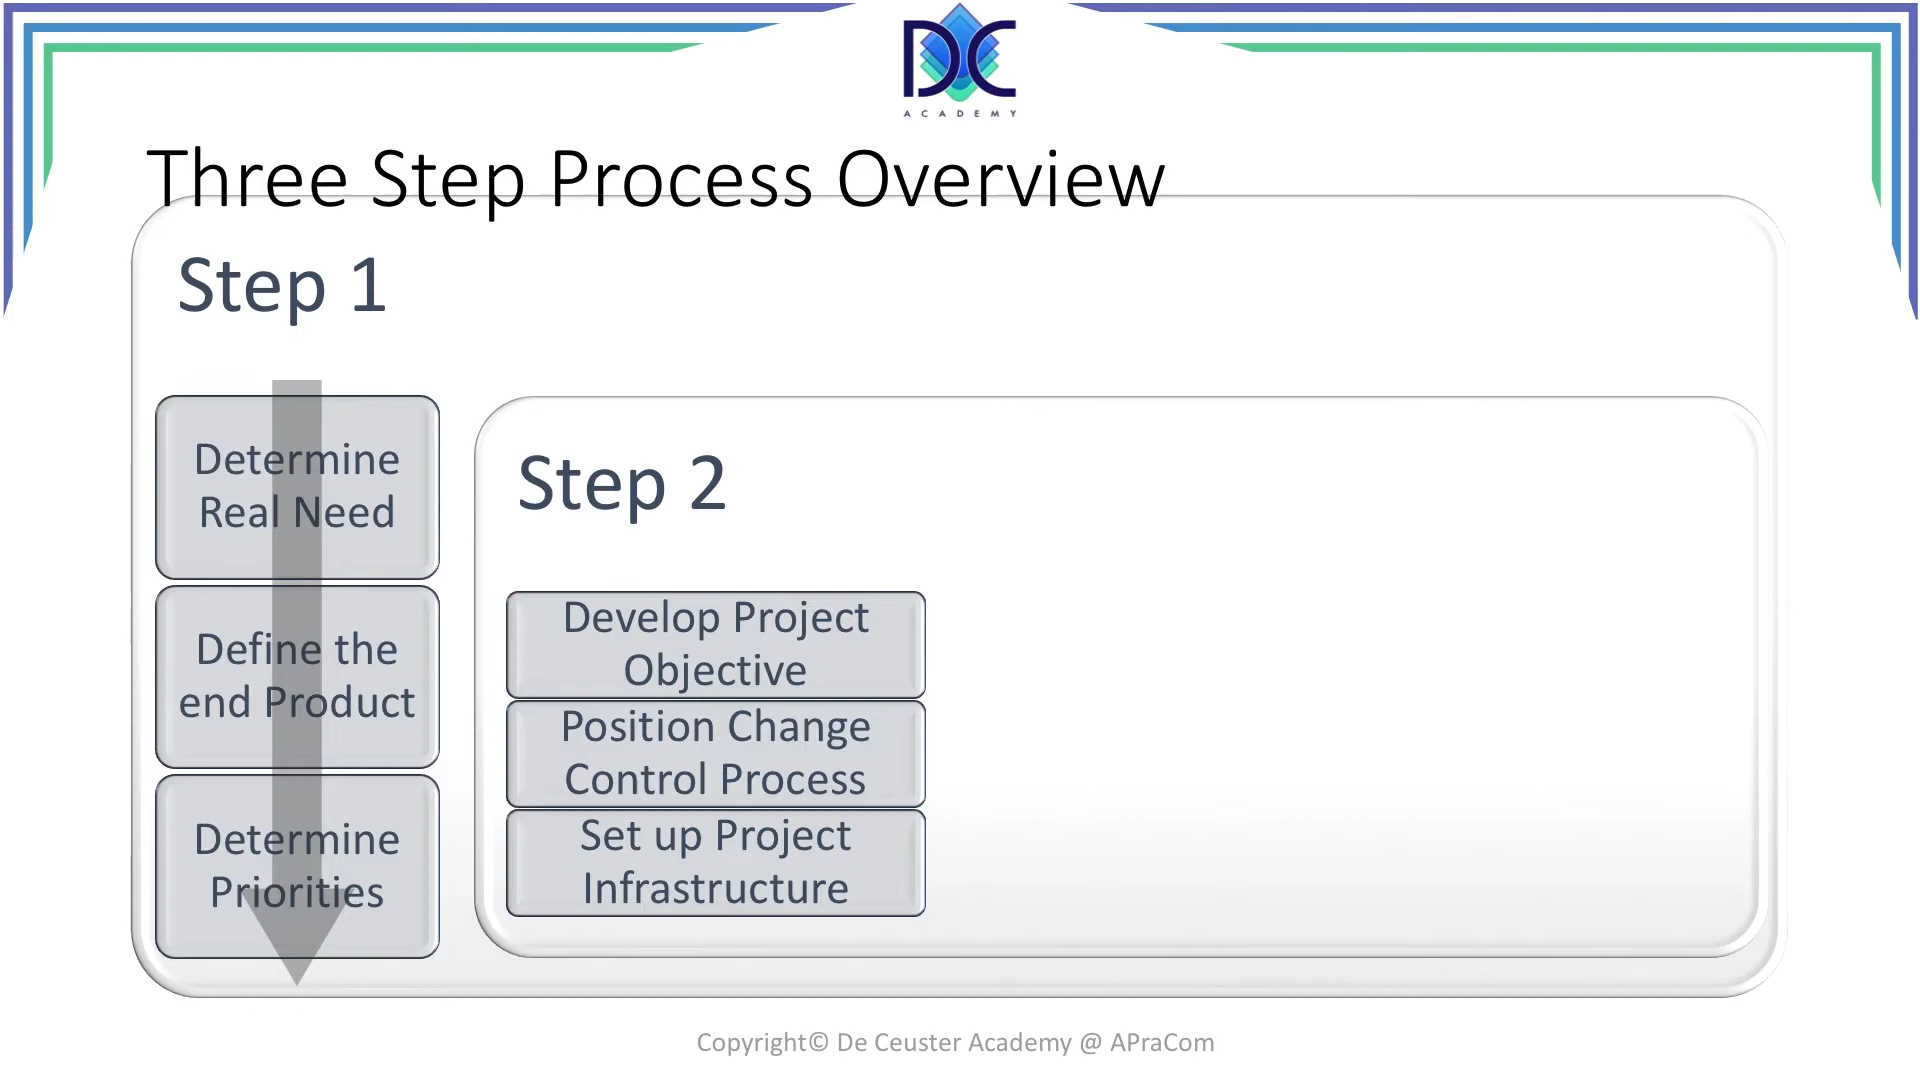 DC
ACADEMY
Three Step Process Overview
Step 1
Determine
Real Need
Define the
end Product
Determine
Priorities
Step 2
Develop Project
Objective
Position Change
Control Process
Set up Project
Infrastructure
Copyright© De Ceuster Academy @ APraCom